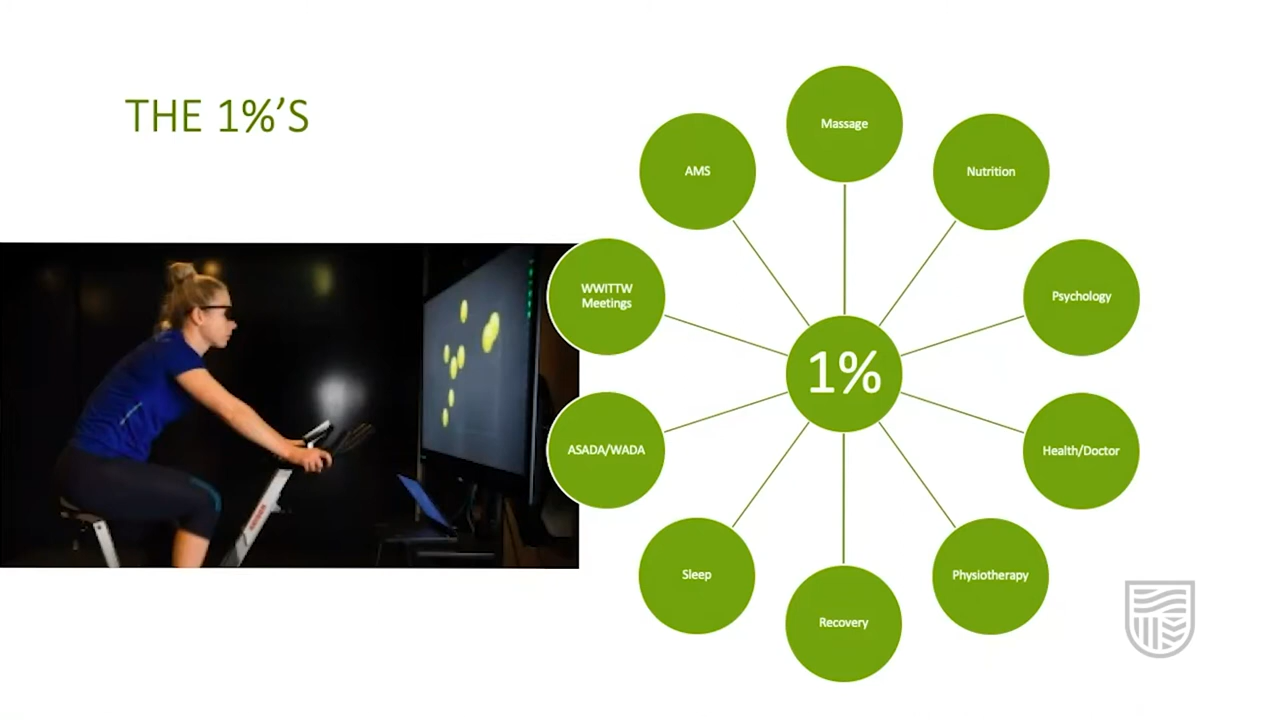 THE 1%'S
Massage
Nutrition
Psychology
Health/Doctor
Physiotherapy
Recovery
Sleep
ASADA/WADA
WWITTW
Meetings
AMS
1%